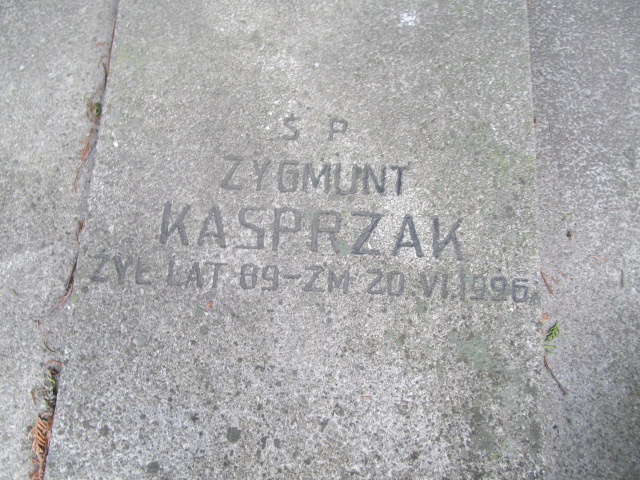 Ś P
ZYGMUNT
KASPRZAK
ŻYŁ LAT 89-ZM 20 VI.1996